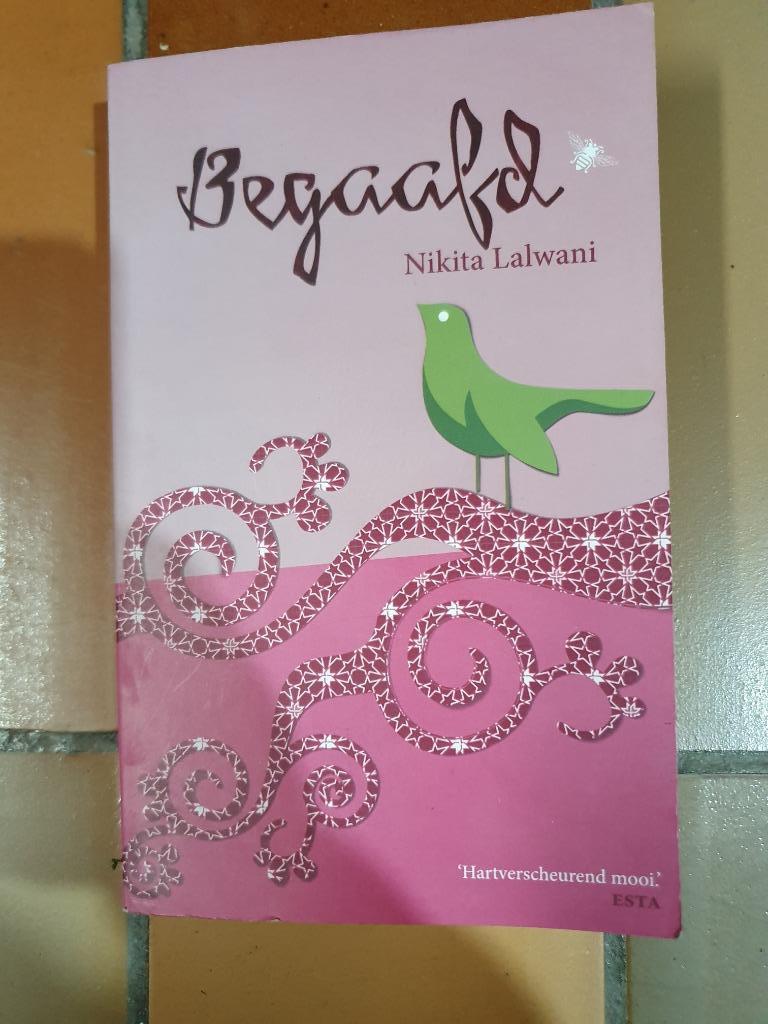 Begaafd
Nikita Lalwani
‘Hartverscheurend mooi.’
ESTA